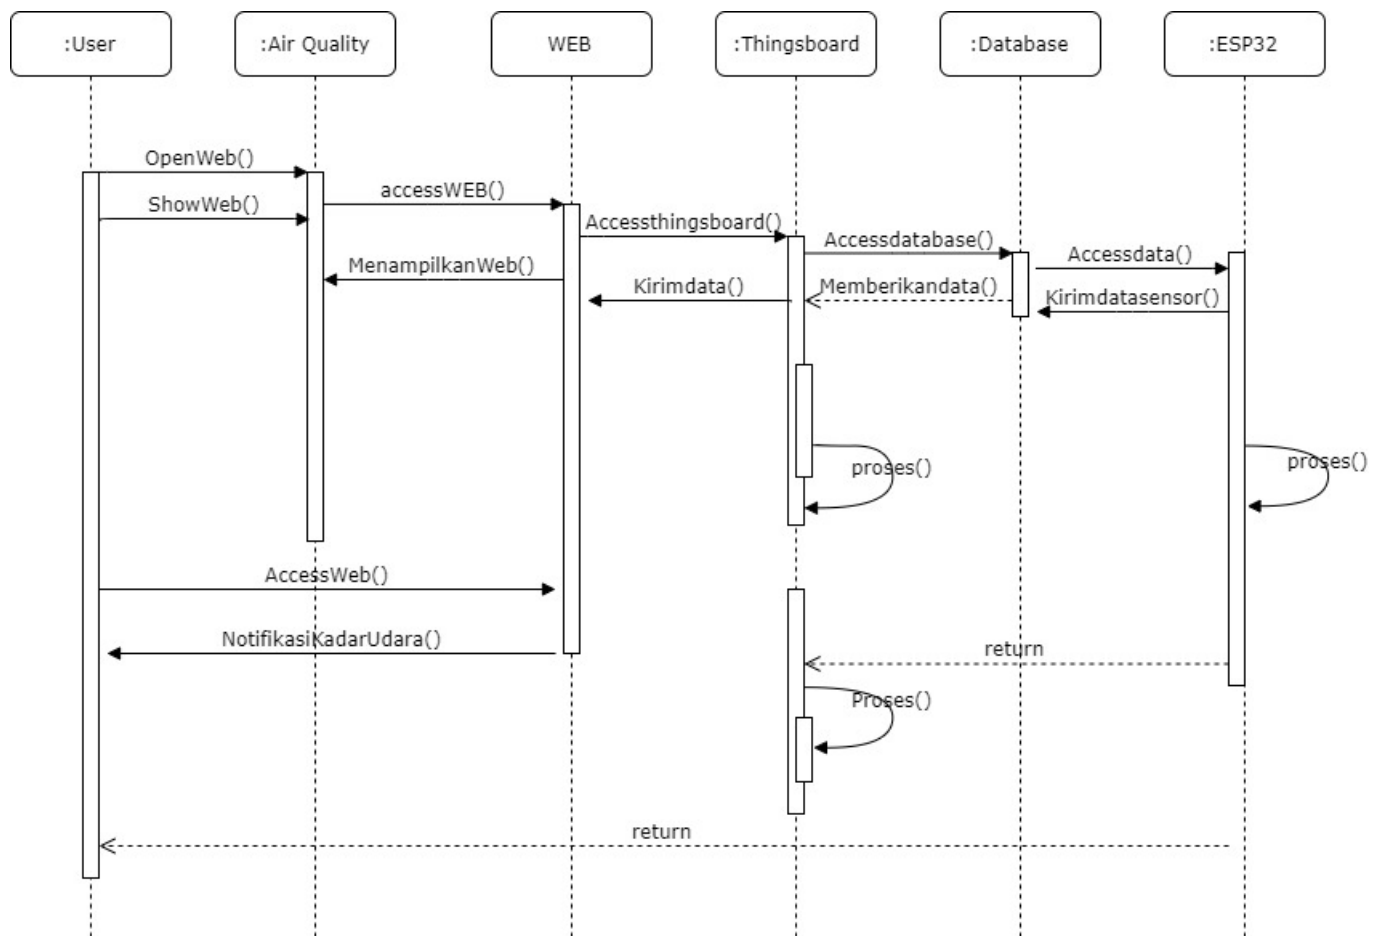 :User
:Air Quality
WEB
:Thingsboard
:Database
:ESP32
OpenWeb()
accessWEB()
ShowWeb()
Accessthingsboard()
Accessdatabase()
Accessdata()
MenampilkanWeb()
Kirimdata()
Memberikandata()
Kirimdatasensor()
proses()
proses()
AccessWeb()
NotifikasiKadarUdara()
return
Proses()
return